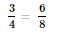 3/4 = 6/8